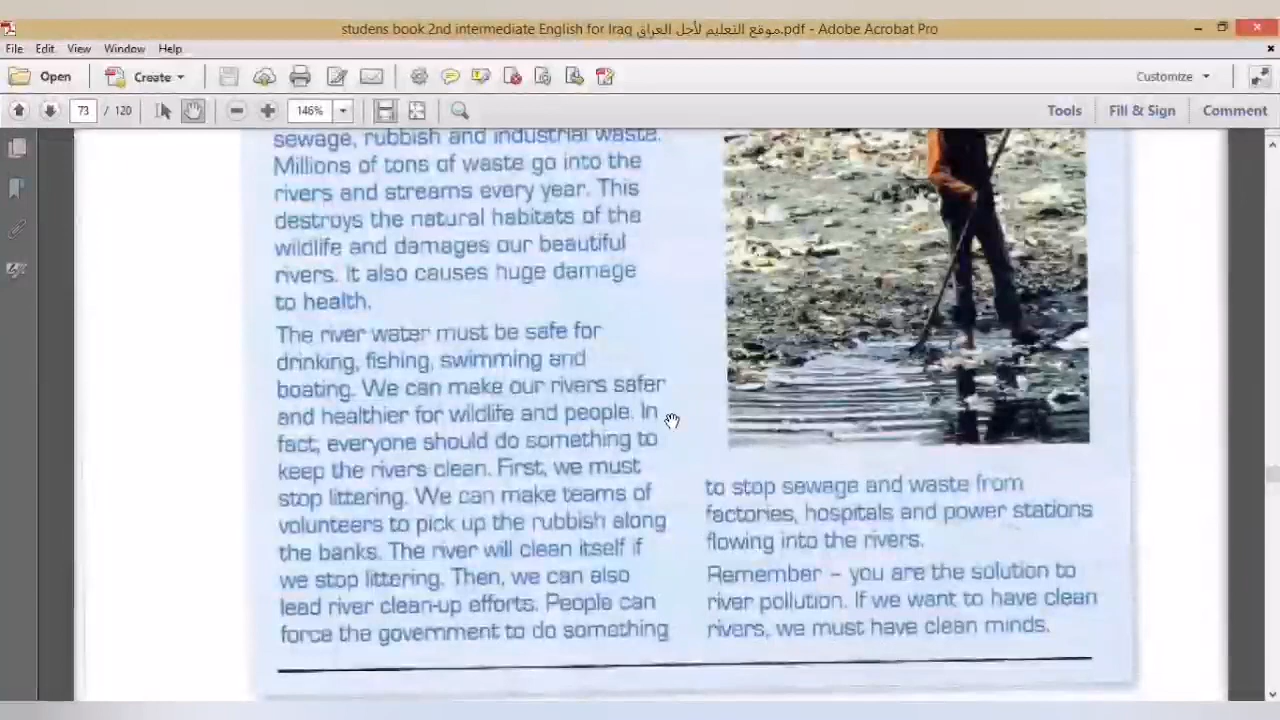 studens book 2nd intermediate English for Iraq موقع التعليم لأجل العراق.pdf - Adobe Acrobat Pro
File Edit View Window Help
Open Create Customize
73 / 120 146% Tools Fill & Sign Comment
sewage, rubbish and industrial waste.
Millions of tons of waste go into the
rivers and streams every year. This
destroys the natural habitats of the
wildlife and damages our beautiful
rivers. It also causes huge damage
to health.
The river water must be safe for
drinking, fishing, swimming and
boating. We can make our rivers safer
and healthier for wildlife and people. In
fact, everyone should do something to
keep the rivers clean. First, we must
stop littering. We can make teams of
volunteers to pick up the rubbish along
the banks. The river will clean itself if
we stop littering. Then, we can also
lead river clean-up efforts. People can
force the government to do something
to stop sewage and waste from
factories, hospitals and power stations
flowing into the rivers.
Remember – you are the solution to
river pollution. If we want to have clean
rivers, we must have clean minds.